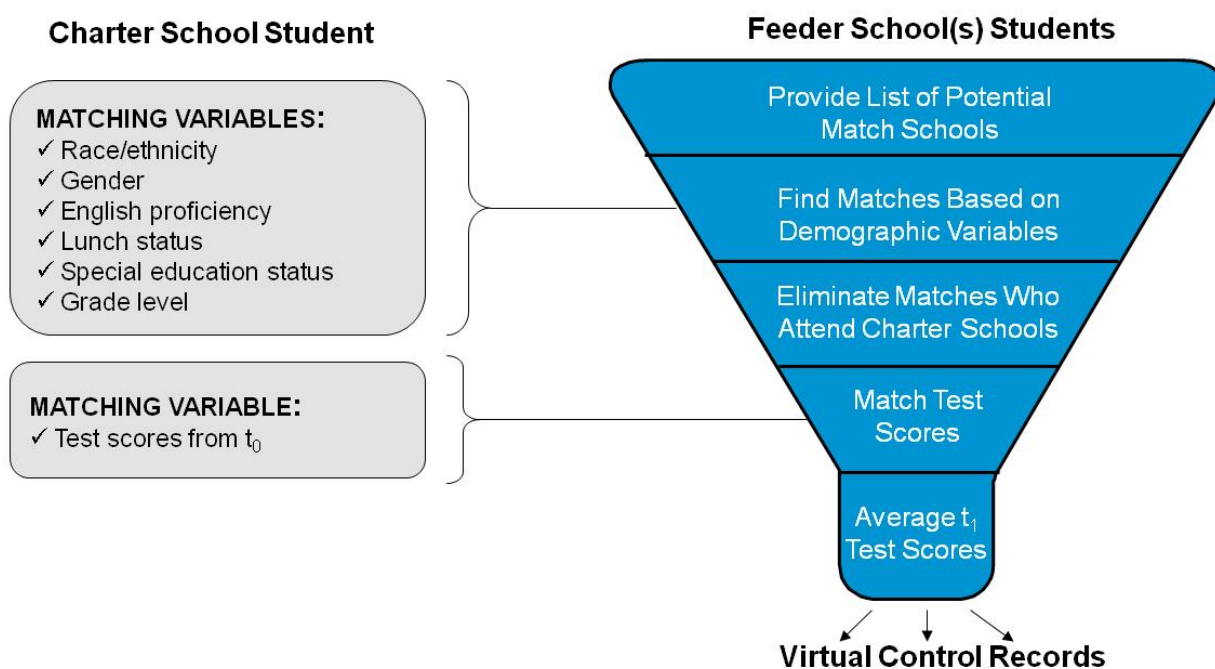 Charter School Student
MATCHING VARIABLES:
✓ Race/ethnicity
✓ Gender
✓ English proficiency
✓ Lunch status
✓ Special education status
✓ Grade level
MATCHING VARIABLE:
✓ Test scores from t₀
Feeder School(s) Students
Provide List of Potential
Match Schools
Find Matches Based on
Demographic Variables
Eliminate Matches Who
Attend Charter Schools
Match Test
Scores
Average t₁
Test Scores
Virtual Control Records